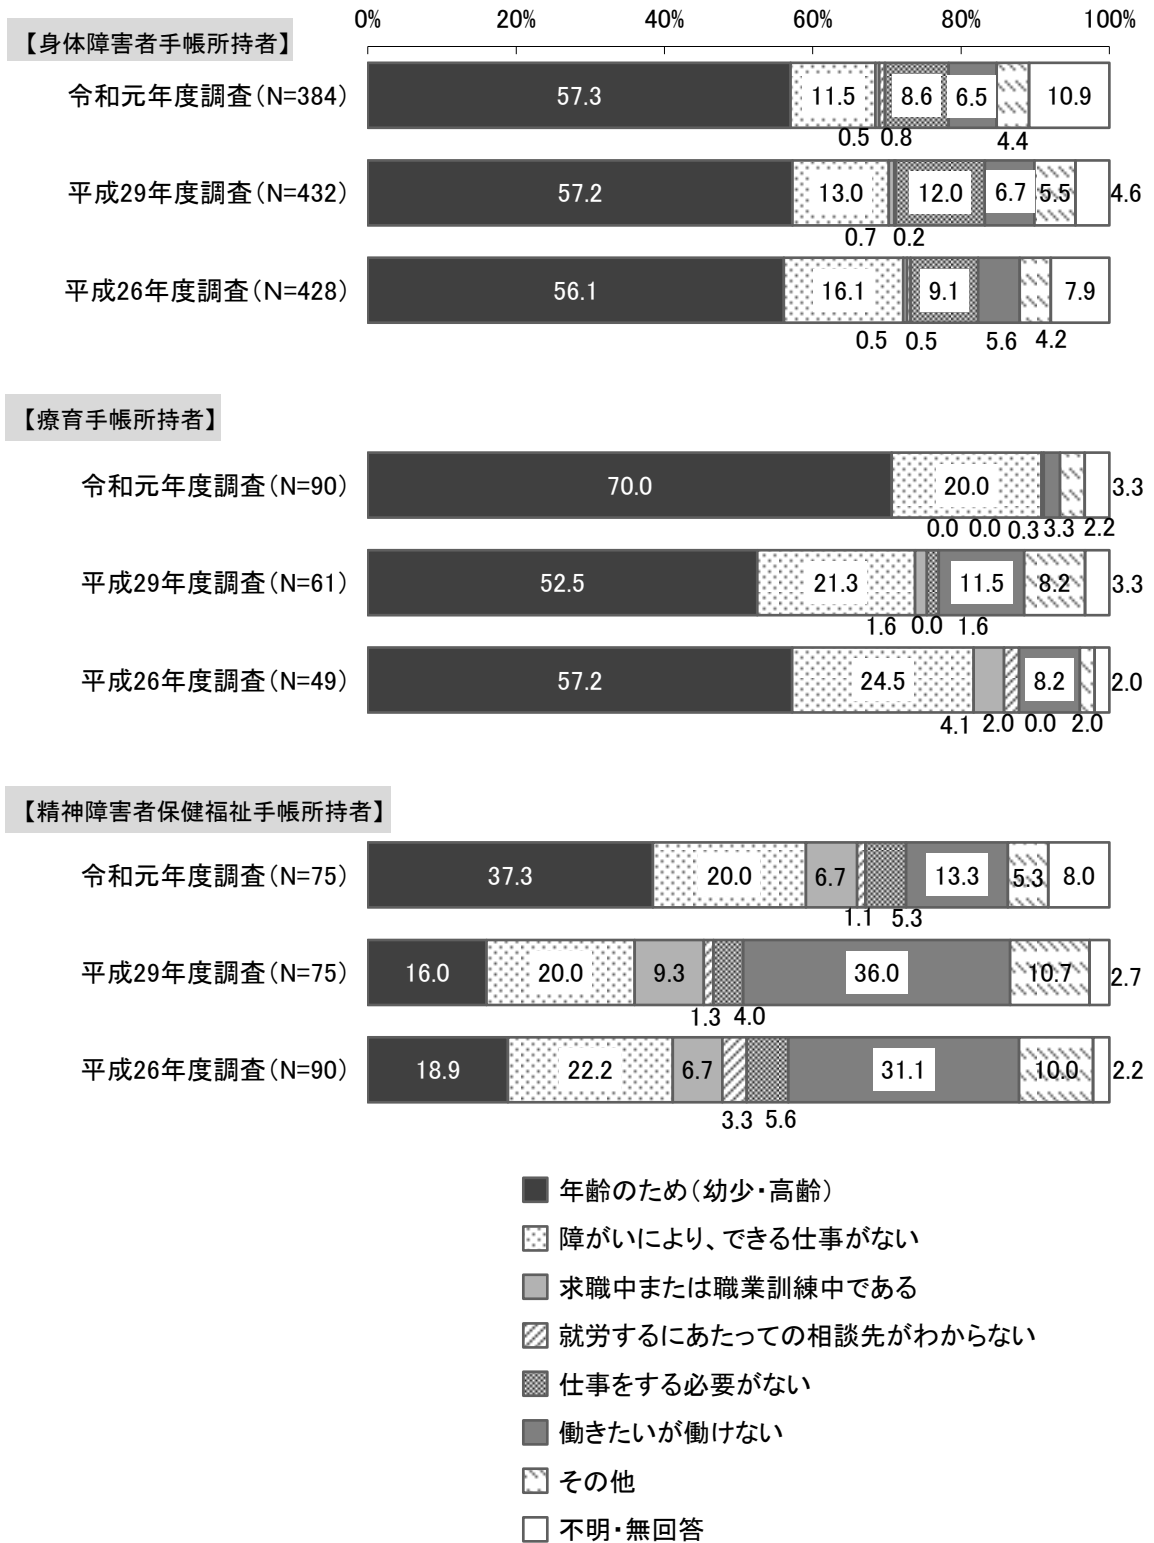 0% 20% 40% 60% 80% 100%
【身体障害者手帳所持者】
令和元年度調査(N=384) 57.3 11.5 8.6 6.5 10.9
0.5 0.8 4.4
平成29年度調査(N=432) 57.2 13.0 12.0 6.7 5.5 4.6
0.7 0.2
平成26年度調査(N=428) 56.1 16.1 9.1 7.9
0.5 0.5 5.6 4.2
【療育手帳所持者】
令和元年度調査(N=90) 70.0 20.0 3.3
0.0 0.0 0.3 3.3 2.2
平成29年度調査(N=61) 52.5 21.3 11.5 8.2 3.3
1.6 0.0 1.6
平成26年度調査(N=49) 57.2 24.5 8.2 2.0
4.1 2.0 0.0 2.0
【精神障害者保健福祉手帳所持者】
令和元年度調査(N=75) 37.3 20.0 6.7 13.3 5.3 8.0
1.1 5.3
平成29年度調査(N=75) 16.0 20.0 9.3 36.0 10.7 2.7
1.3 4.0
平成26年度調査(N=90) 18.9 22.2 6.7 31.1 10.0 2.2
3.3 5.6
年齢のため(幼少・高齢)
障がいにより、できる仕事がない
求職中または職業訓練中である
就労するにあたっての相談先がわからない
仕事をする必要がない
働きたいが働けない
その他
不明・無回答